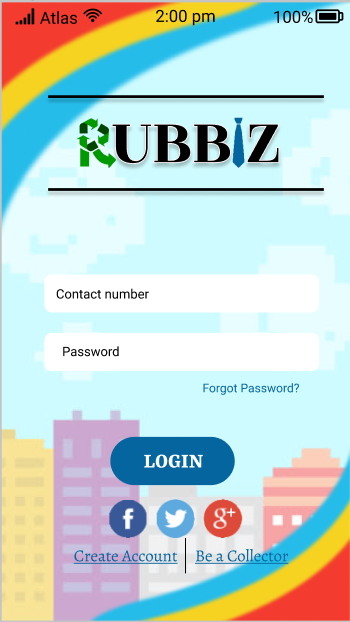 Atlas 2:00 pm 100%
RUBBIZ
Contact number
Password
Forgot Password?
LOGIN
f g+
Create Account Be a Collector